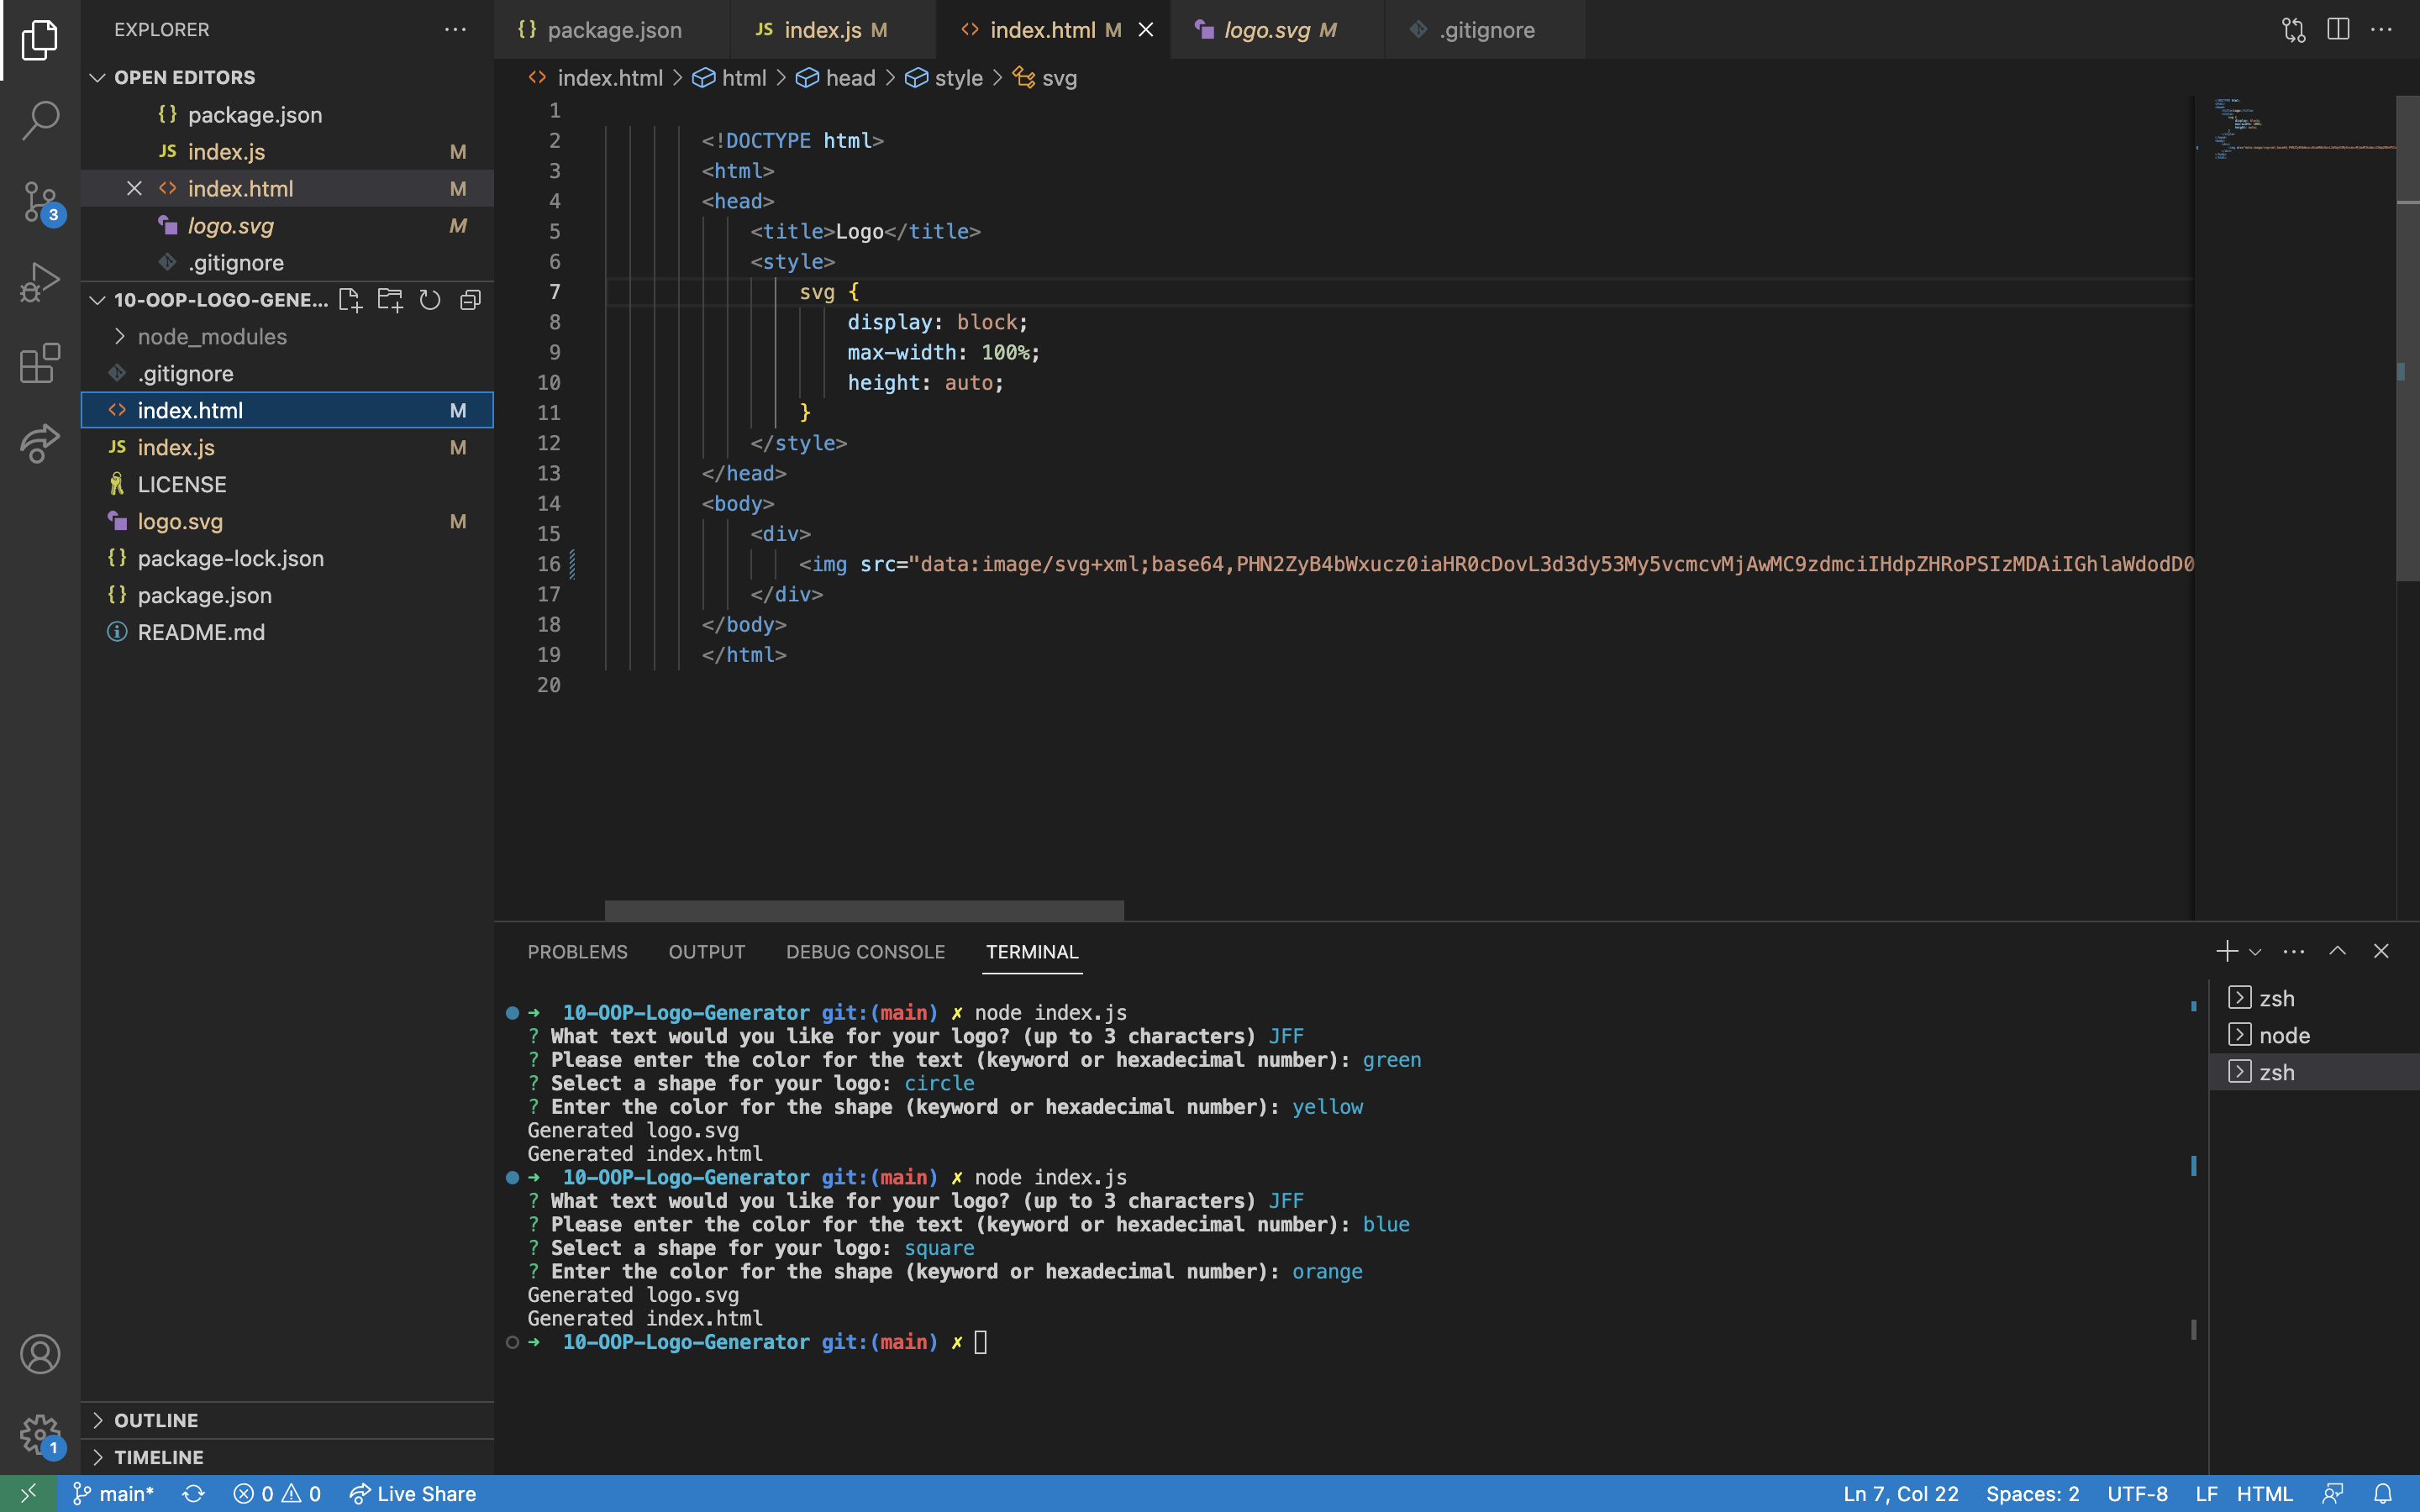 EXPLORER
OPEN EDITORS
{} package.json
JS index.js M
<> index.html M
logo.svg M
.gitignore
10-OOP-LOGO-GENE...
node_modules
.gitignore
<> index.html M
JS index.js M
LICENSE
logo.svg M
{} package-lock.json
{} package.json
README.md
OUTLINE
TIMELINE
{} package.json
JS index.js M
<> index.html M
logo.svg M
.gitignore
<> index.html > html > head > style > svg
1
2 <!DOCTYPE html>
3 <html>
4 <head>
5 <title>Logo</title>
6 <style>
7 svg {
8 display: block;
9 max-width: 100%;
10 height: auto;
11 }
12 </style>
13 </head>
14 <body>
15 <div>
16 <img src="data:image/svg+xml;base64,PHN2ZyB4bWxucz0iaHR0cDovL3d3dy53My5vcmcvMjAwMC9zdmciIHdpZHRoPSIzMDAiIGhlaWdodD0
17 </div>
18 </body>
19 </html>
20
PROBLEMS OUTPUT DEBUG CONSOLE TERMINAL
➜ 10-OOP-Logo-Generator git:(main) ✗ node index.js
? What text would you like for your logo? (up to 3 characters) JFF
? Please enter the color for the text (keyword or hexadecimal number): green
? Select a shape for your logo: circle
? Enter the color for the shape (keyword or hexadecimal number): yellow
Generated logo.svg
Generated index.html
➜ 10-OOP-Logo-Generator git:(main) ✗ node index.js
? What text would you like for your logo? (up to 3 characters) JFF
? Please enter the color for the text (keyword or hexadecimal number): blue
? Select a shape for your logo: square
? Enter the color for the shape (keyword or hexadecimal number): orange
Generated logo.svg
Generated index.html
➜ 10-OOP-Logo-Generator git:(main) ✗
zsh
node
zsh
3
1
main* 0 0 Live Share
Ln 7, Col 22 Spaces: 2 UTF-8 LF HTML